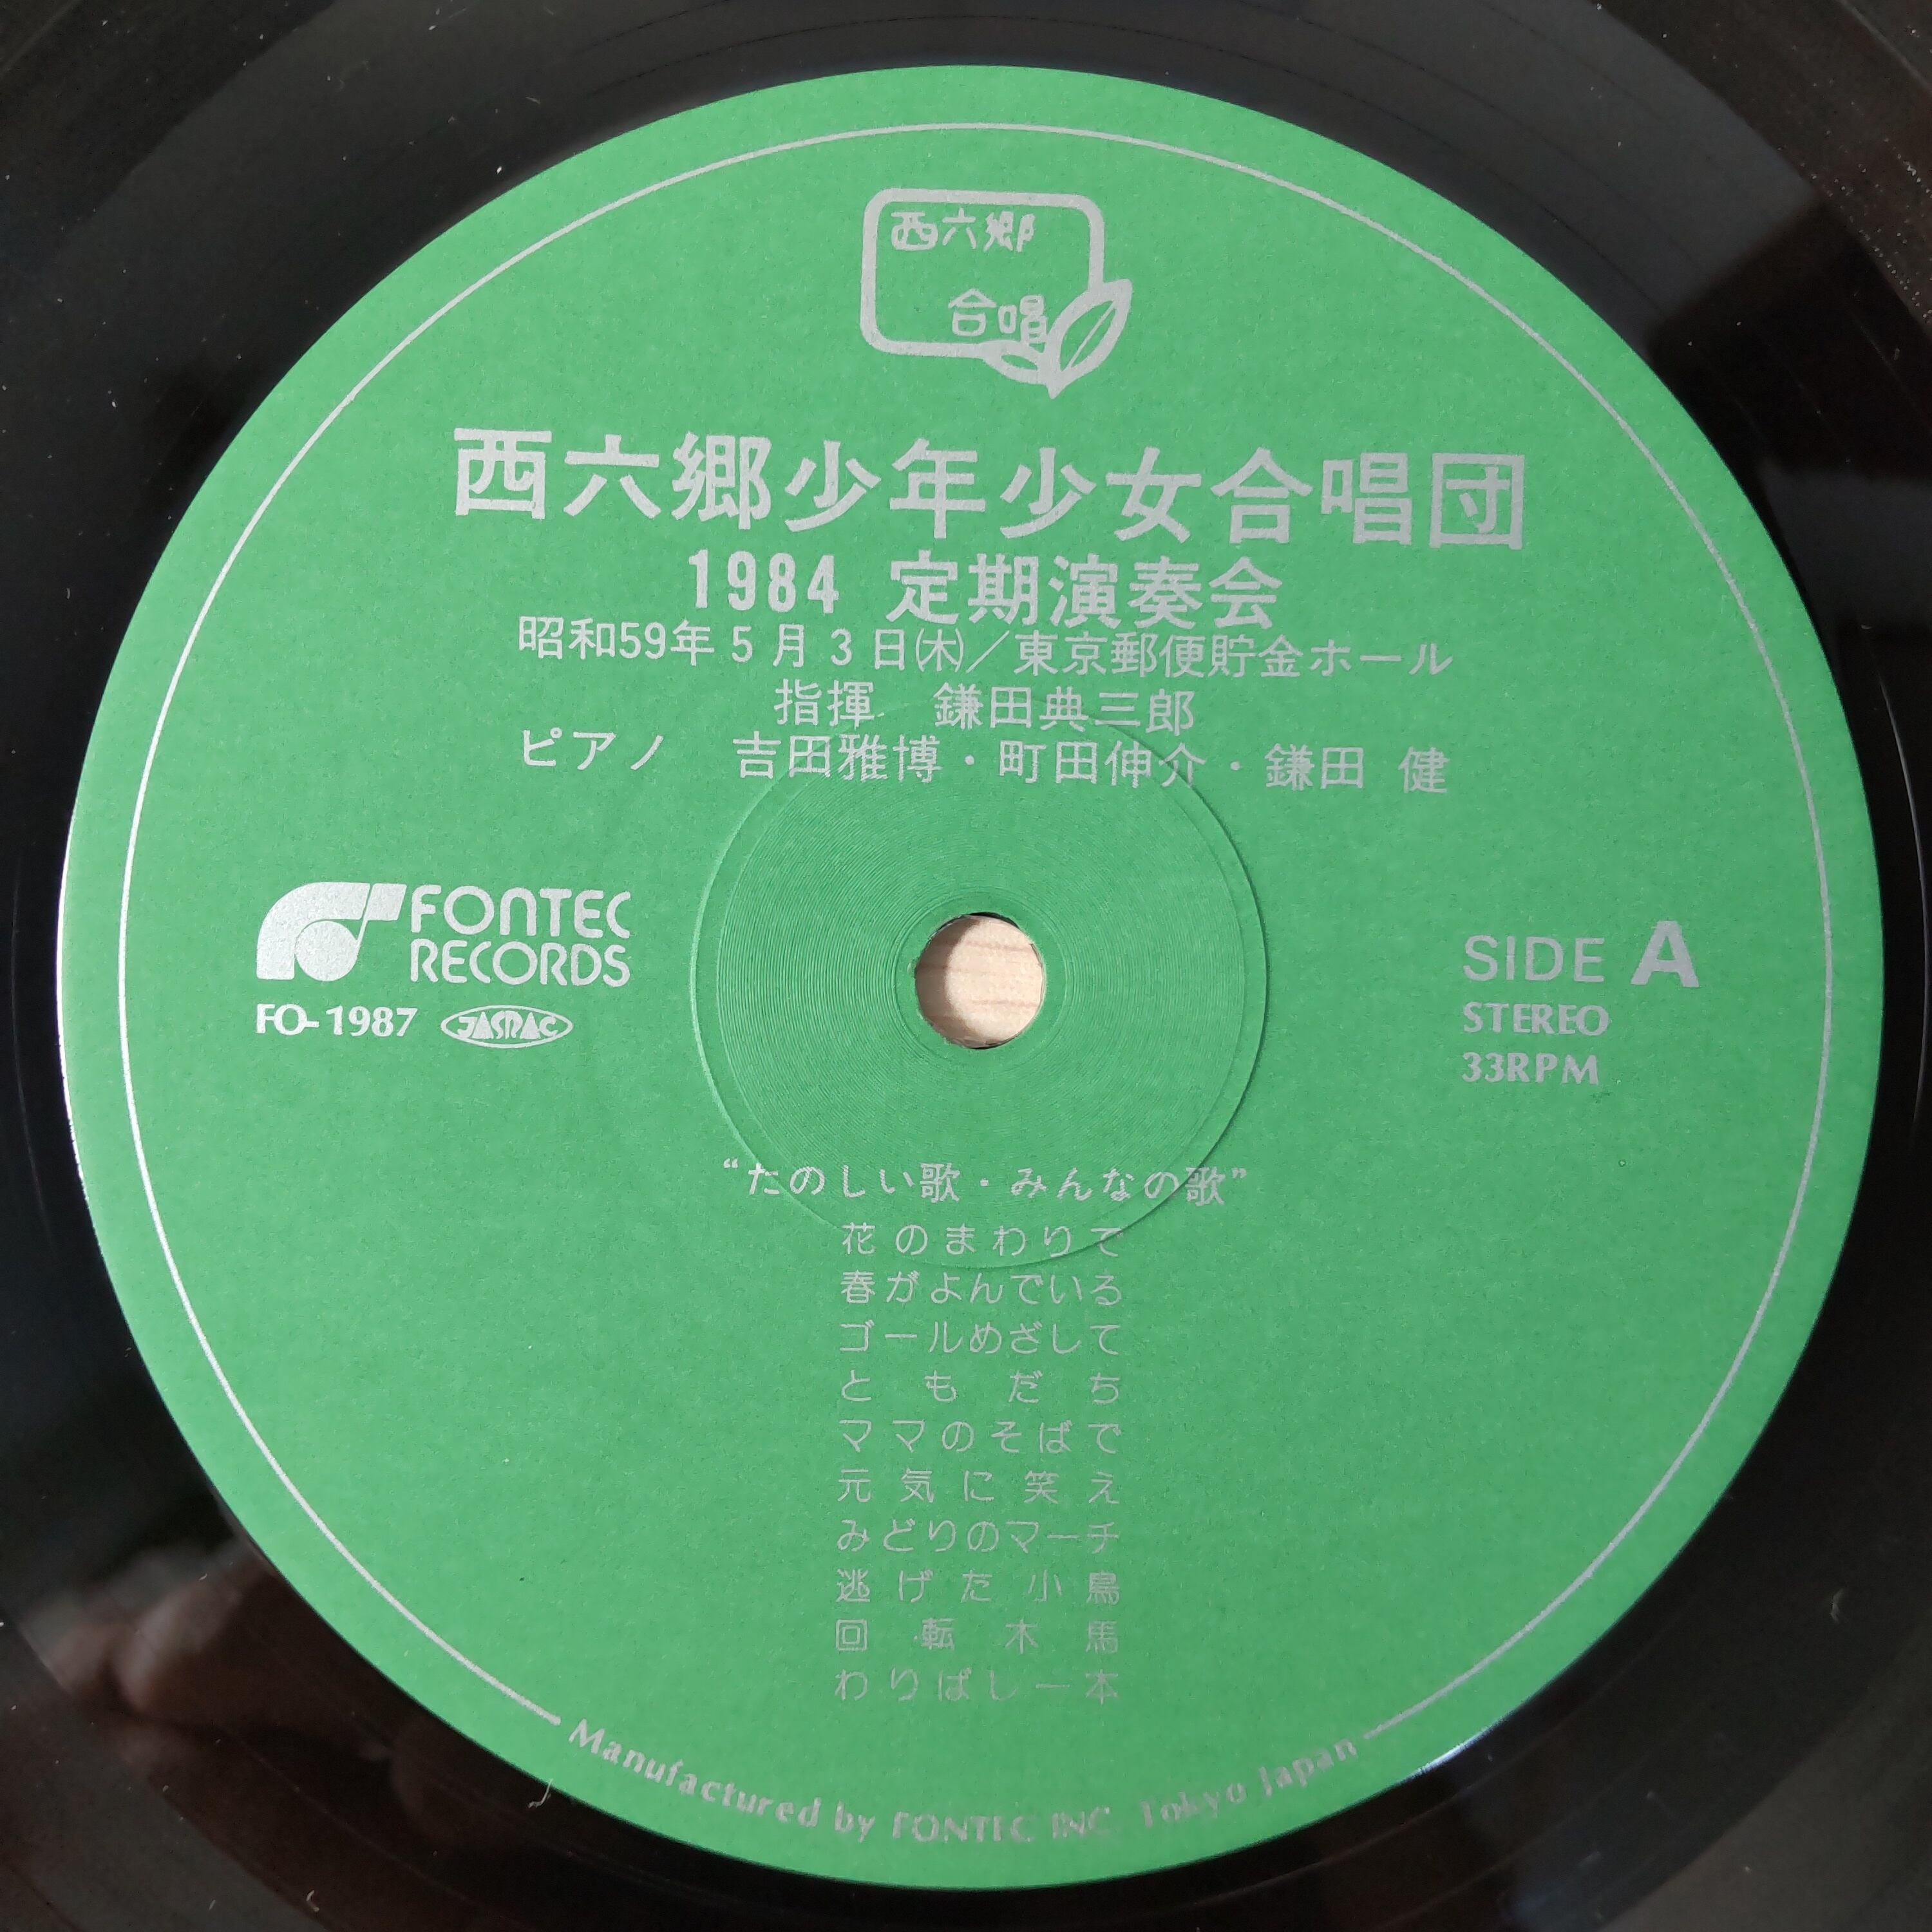 西六郷
合唱
西六郷少年少女合唱団
1984 定期演奏会
昭和59年5月3日㈭／東京郵便貯金ホール
指揮 鎌田典三郎
ピアノ 吉田雅博・町田伸介・鎌田 健
FONTEC
RECORDS
FO-1987 JASRAC
SIDE A
STEREO
33RPM
“たのしい歌・みんなの歌”
花のまわりで
春がよんでいる
ゴールめざして
ともだち
ママのそばで
元気に笑え
みどりのマーチ
逃げた小鳥
回転木馬
わりばし一本
Manufactured by FONTEC INC. Tokyo Japan